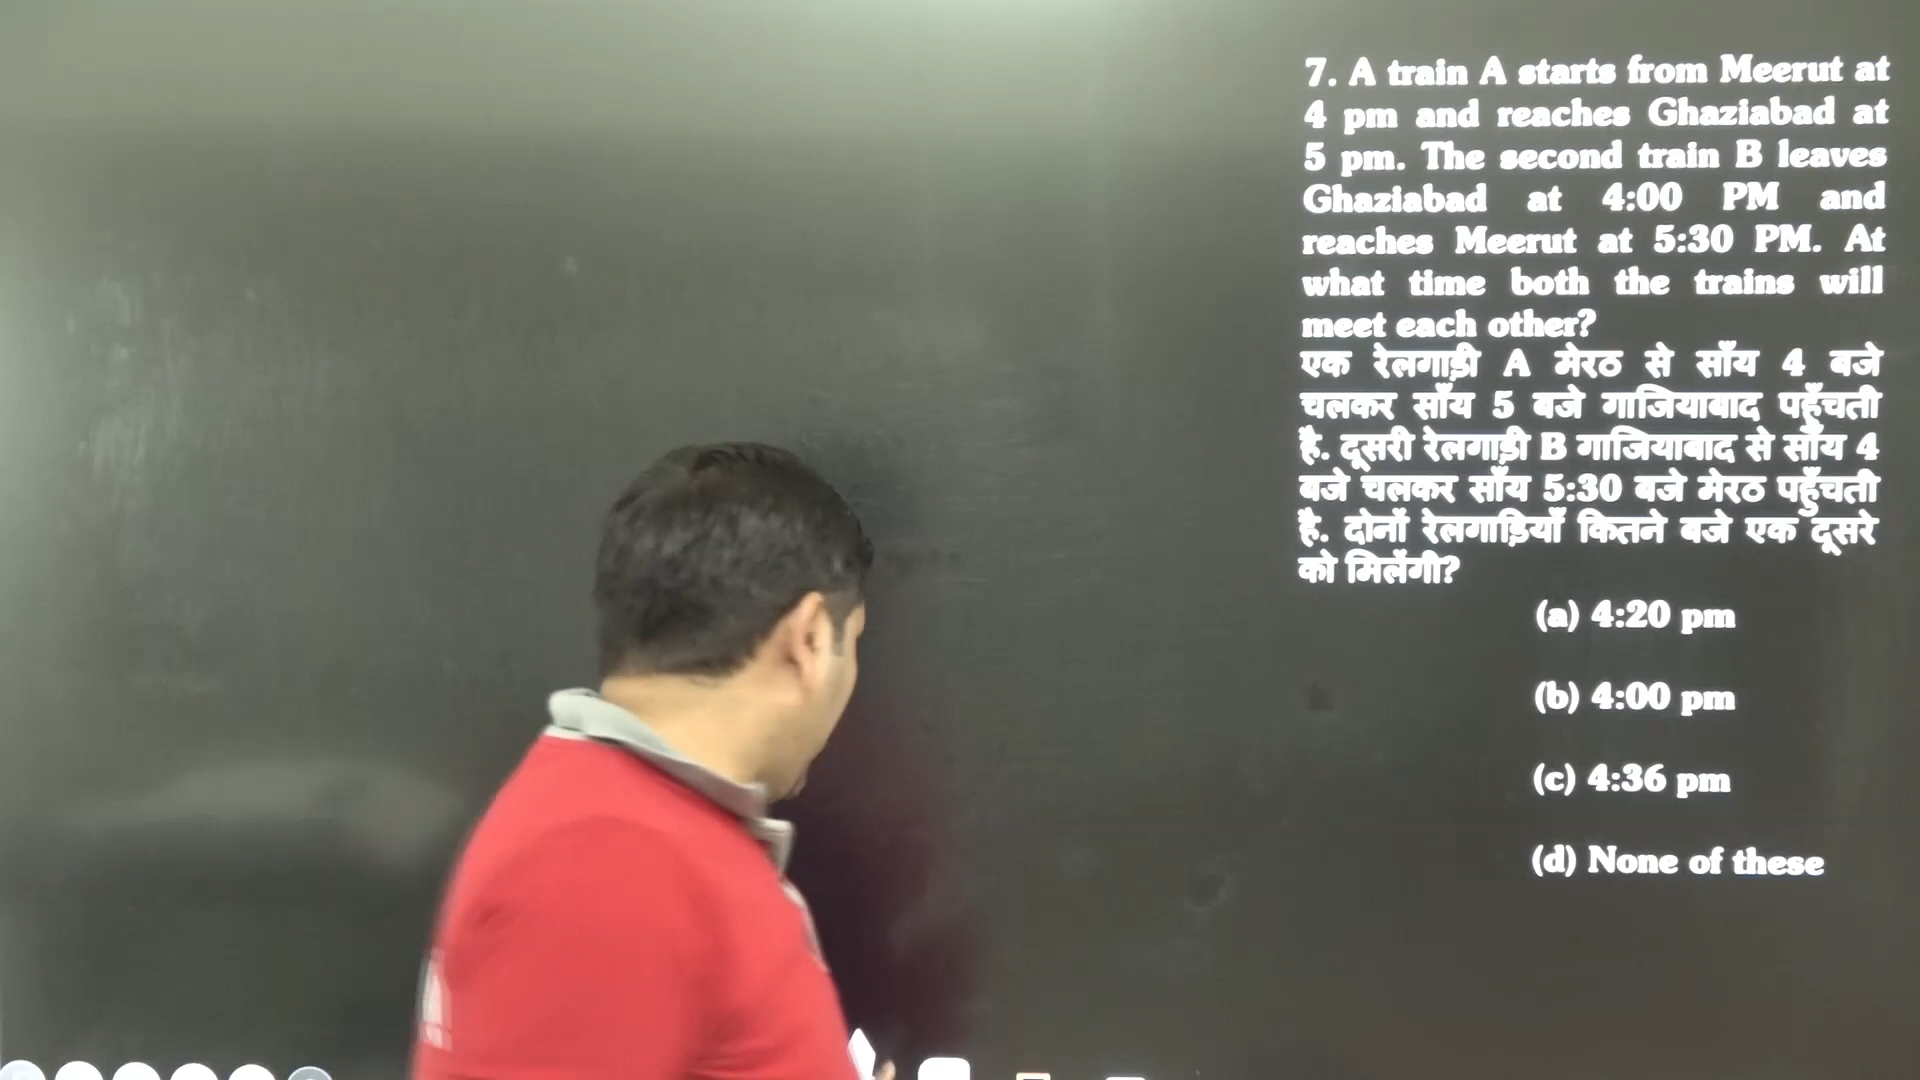 7. A train A starts from Meerut at
4 pm and reaches Ghaziabad at
5 pm. The second train B leaves
Ghaziabad at 4:00 PM and
reaches Meerut at 5:30 PM. At
what time both the trains will
meet each other?
एक रेलगाड़ी A मेरठ से साँय 4 बजे
चलकर साँय 5 बजे गाजियाबाद पहुँचती
है. दूसरी रेलगाड़ी B गाजियाबाद से साँय 4
बजे चलकर साँय 5:30 बजे मेरठ पहुँचती
है. दोनों रेलगाड़ियाँ कितने बजे एक दूसरे
को मिलेंगी?
(a) 4:20 pm
(b) 4:00 pm
(c) 4:36 pm
(d) None of these